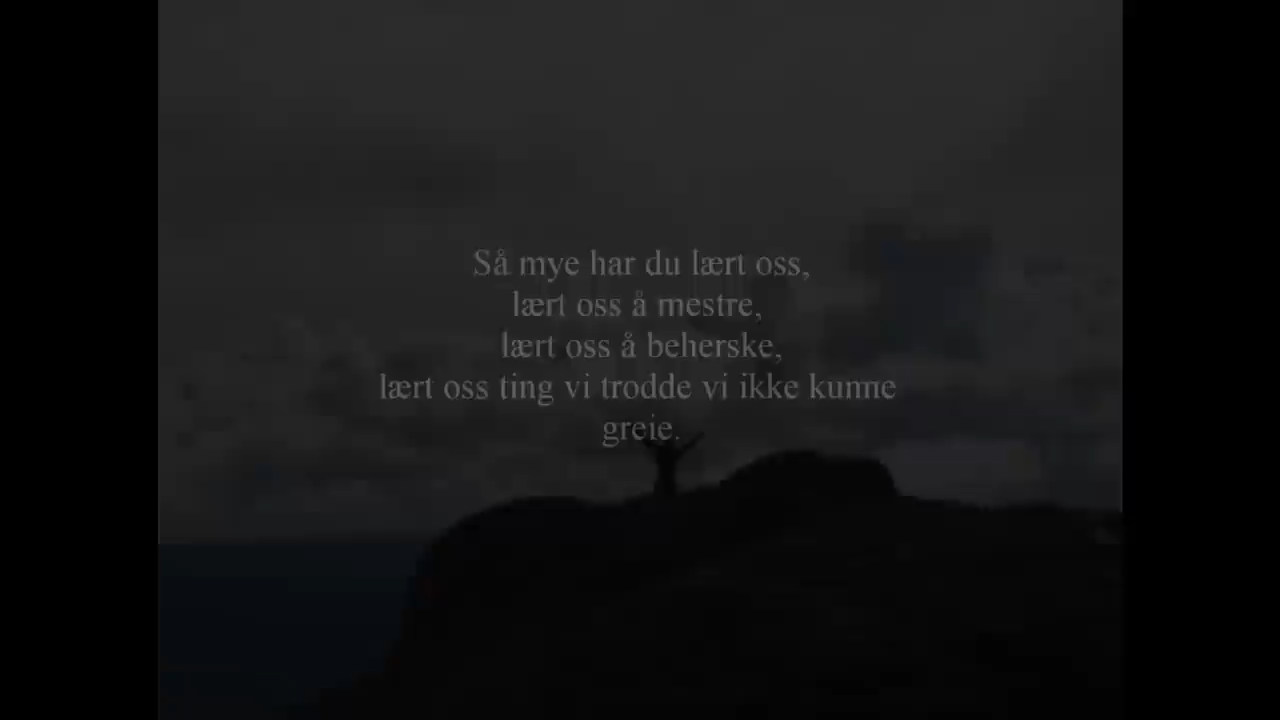 Så mye har du lært oss,
lært oss å mestre,
lært oss å beherske,
lært oss ting vi trodde vi ikke kunne
greie.